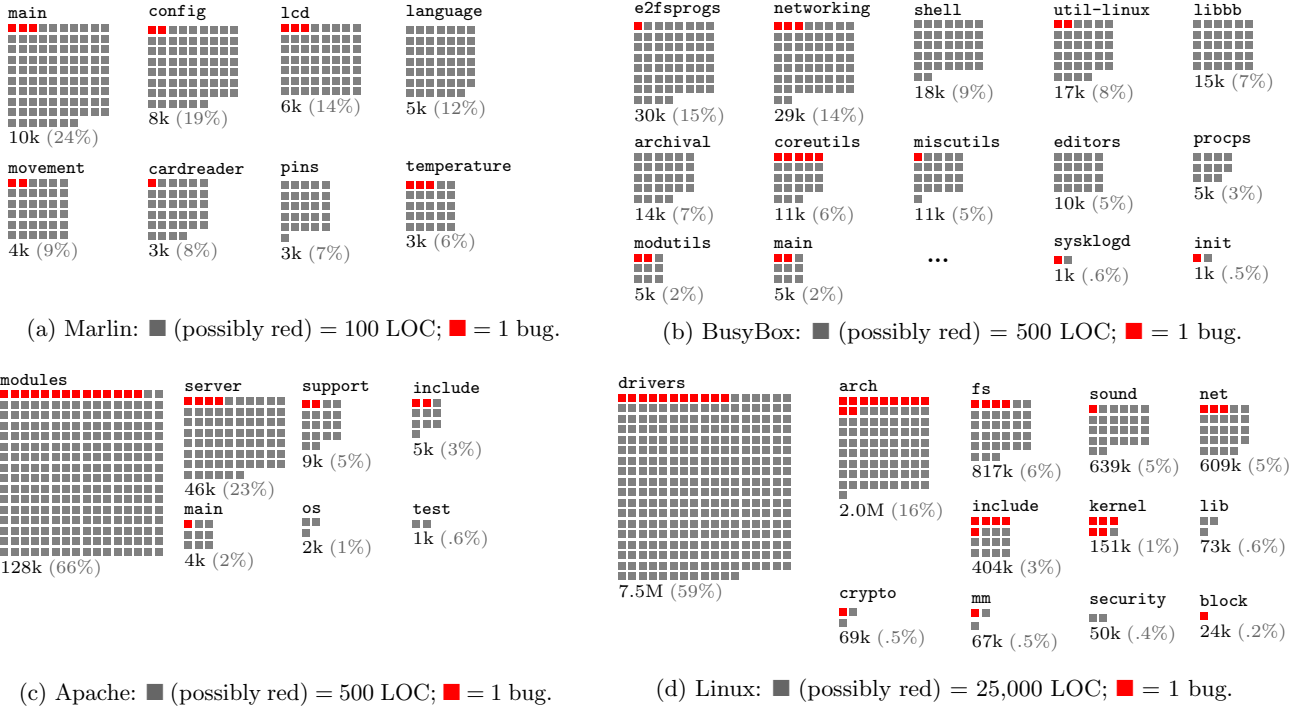 main config lcd language
10k (24%) 8k (19%) 6k (14%) 5k (12%)
movement cardreader pins temperature
4k (9%) 3k (8%) 3k (7%) 3k (6%)
(a) Marlin: (possibly red) = 100 LOC; = 1 bug.
e2fsprogs networking shell util-linux libbb
30k (15%) 29k (14%) 18k (9%) 17k (8%) 15k (7%)
archival coreutils miscutils editors procps
14k (7%) 11k (6%) 11k (5%) 10k (5%) 5k (3%)
modutils main ... sysklogd init
5k (2%) 5k (2%) 1k (.6%) 1k (.5%)
(b) BusyBox: (possibly red) = 500 LOC; = 1 bug.
modules server support include
128k (66%) 46k (23%) 9k (5%) 5k (3%)
main os test
4k (2%) 2k (1%) 1k (.6%)
(c) Apache: (possibly red) = 500 LOC; = 1 bug.
drivers arch fs sound net
7.5M (59%) 2.0M (16%) 817k (6%) 639k (5%) 609k (5%)
include kernel lib
404k (3%) 151k (1%) 73k (.6%)
crypto mm security block
69k (.5%) 67k (.5%) 50k (.4%) 24k (.2%)
(d) Linux: (possibly red) = 25,000 LOC; = 1 bug.